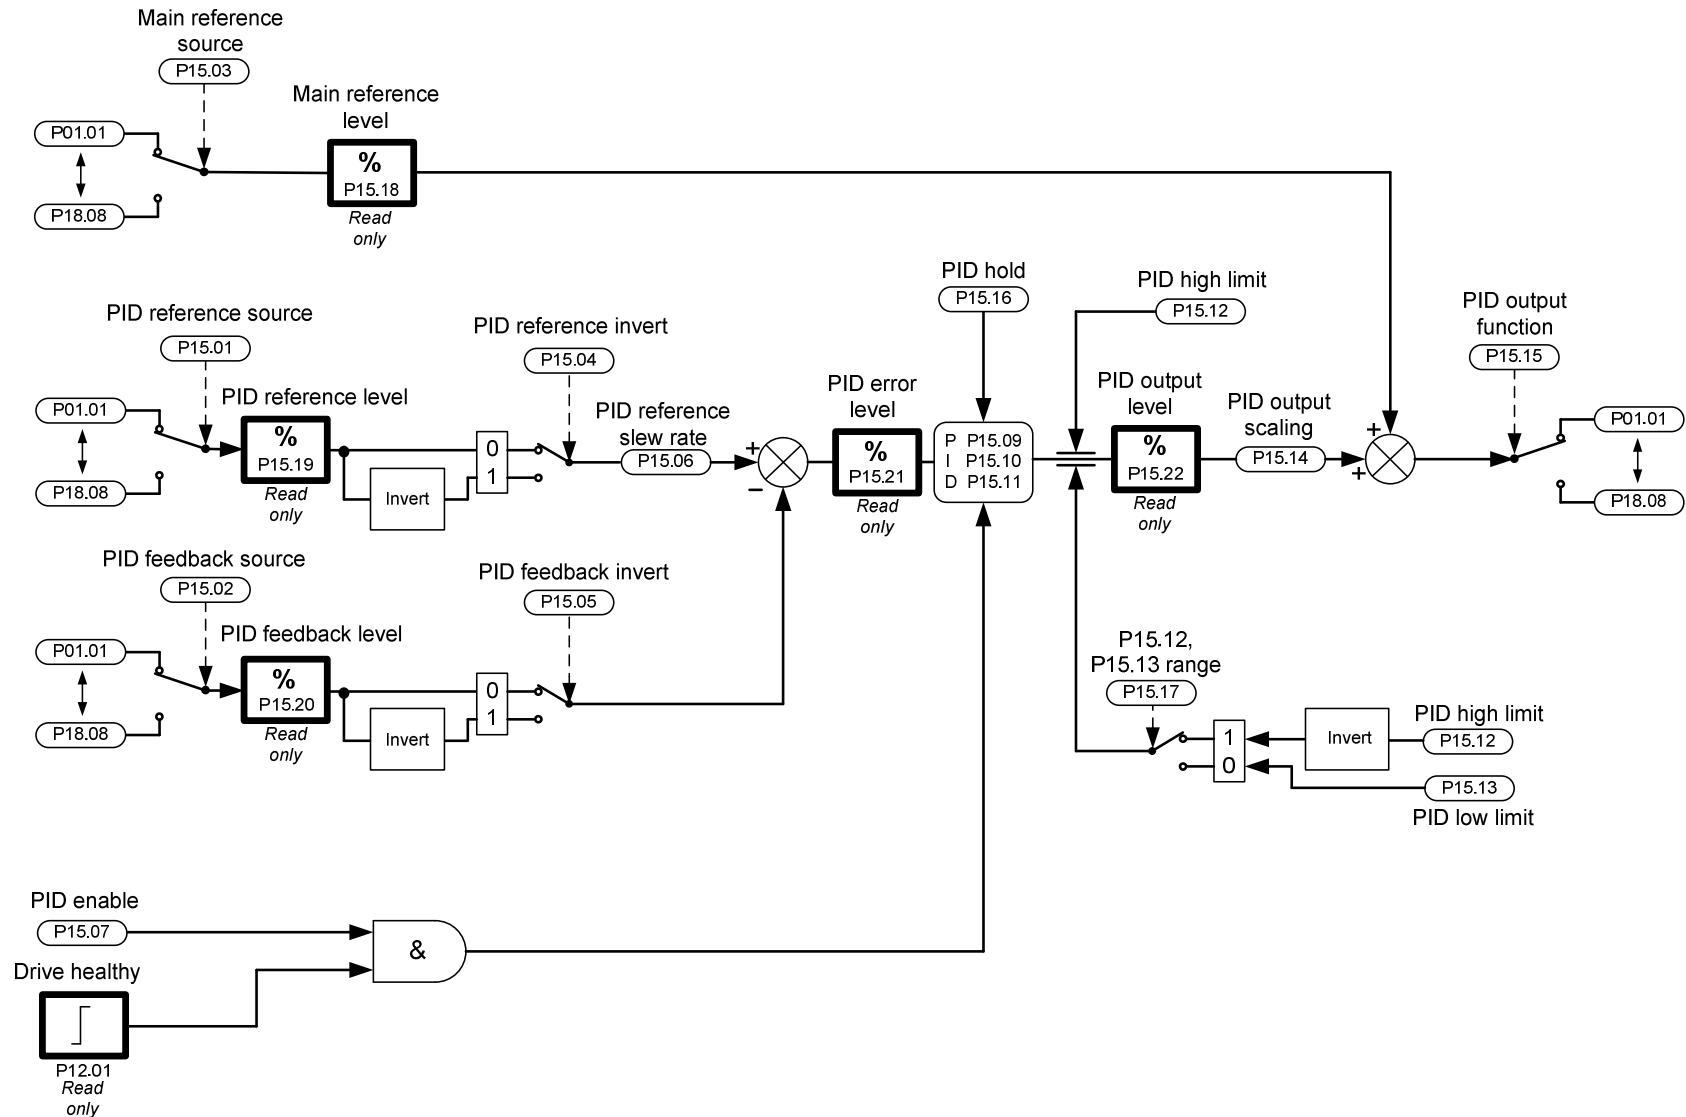 Main reference
source
P15.03
Main reference
level
P01.01
P18.08
%
P15.18
Read
only
PID reference source
P15.01
PID reference level
P01.01
P18.08
%
P15.19
Read
only
Invert
0
1
PID reference invert
P15.04
PID reference
slew rate
P15.06
+
–
PID error
level
%
P15.21
Read
only
PID hold
P15.16
P P15.09
I P15.10
D P15.11
PID high limit
P15.12
PID output
level
%
P15.22
Read
only
PID output
scaling
P15.14
+
+
PID output
function
P15.15
P01.01
P18.08
PID feedback source
P15.02
PID feedback level
P01.01
P18.08
%
P15.20
Read
only
Invert
0
1
PID feedback invert
P15.05
P15.12,
P15.13 range
P15.17
1
0
Invert
PID high limit
P15.12
P15.13
PID low limit
PID enable
P15.07
&
Drive healthy
P12.01
Read
only